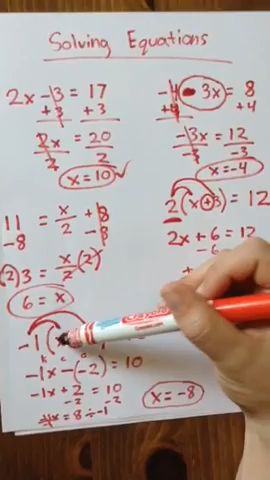 Solving Equations
2x - 3 = 17
+3 +3
2x = 20
2 2
x = 10 ✓
-4 - 3x = 8
+4 +4
-3x = 12
-3 -3
x = -4
11 = x/2 + 8
-8 -8
(2) 3 = x/2 (2)
6 = x
2(x + 3) = 12
2x + 6 = 12
-6
-1(
-1x - (-2) = 10
-1x + 2 = 10
-2 -2
= 8 ÷ -1
x = -8